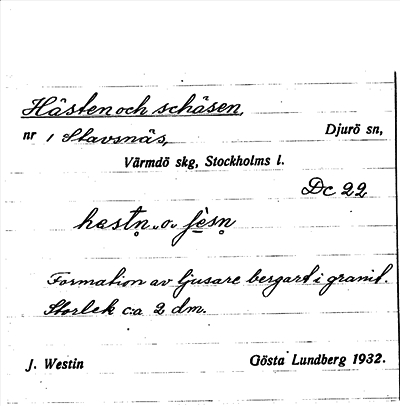 Hästen och schäsen,
nr 1 Stavsnäs, Djurö sn,
Värmdö skg, Stockholms l.
Dc 22
hestn̥ o. fèsn̥
Formation av ljusare bergart i granit.
Storlek c:a 2 dm.
J. Westin Gösta Lundberg 1932.